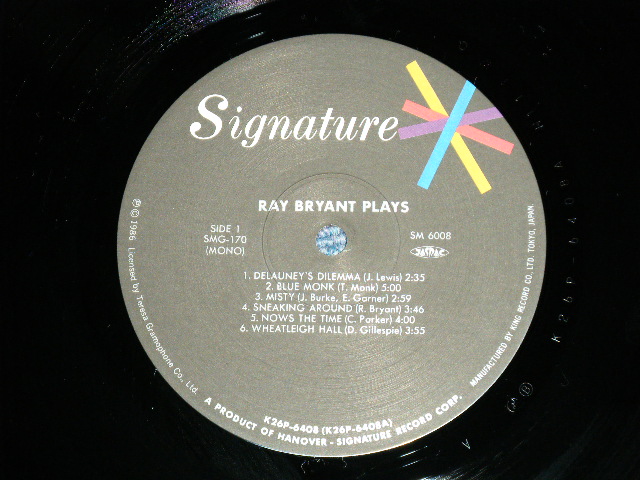 Signature
RAY BRYANT PLAYS
SIDE 1
SMG-170
(MONO)
SM 6008
JASRAC
1. DELAUNEY'S DILEMMA (J. Lewis) 2:35
2. BLUE MONK (T. Monk) 5:00
3. MISTY (J. Burke, E. Garner) 2:59
4. SNEAKING AROUND (R. Bryant) 3:46
5. NOWS THE TIME (C. Parker) 4:00
6. WHEATLEIGH HALL (D. Gillespie) 3:55
K26P-6408 (K26P-6408A)
A PRODUCT OF HANOVER - SIGNATURE RECORD CORP.
℗© 1986 Licensed by Teresa Gramophone Co., Ltd.
MANUFACTURED BY KING RECORD CO., LTD. TOKYO, JAPAN.